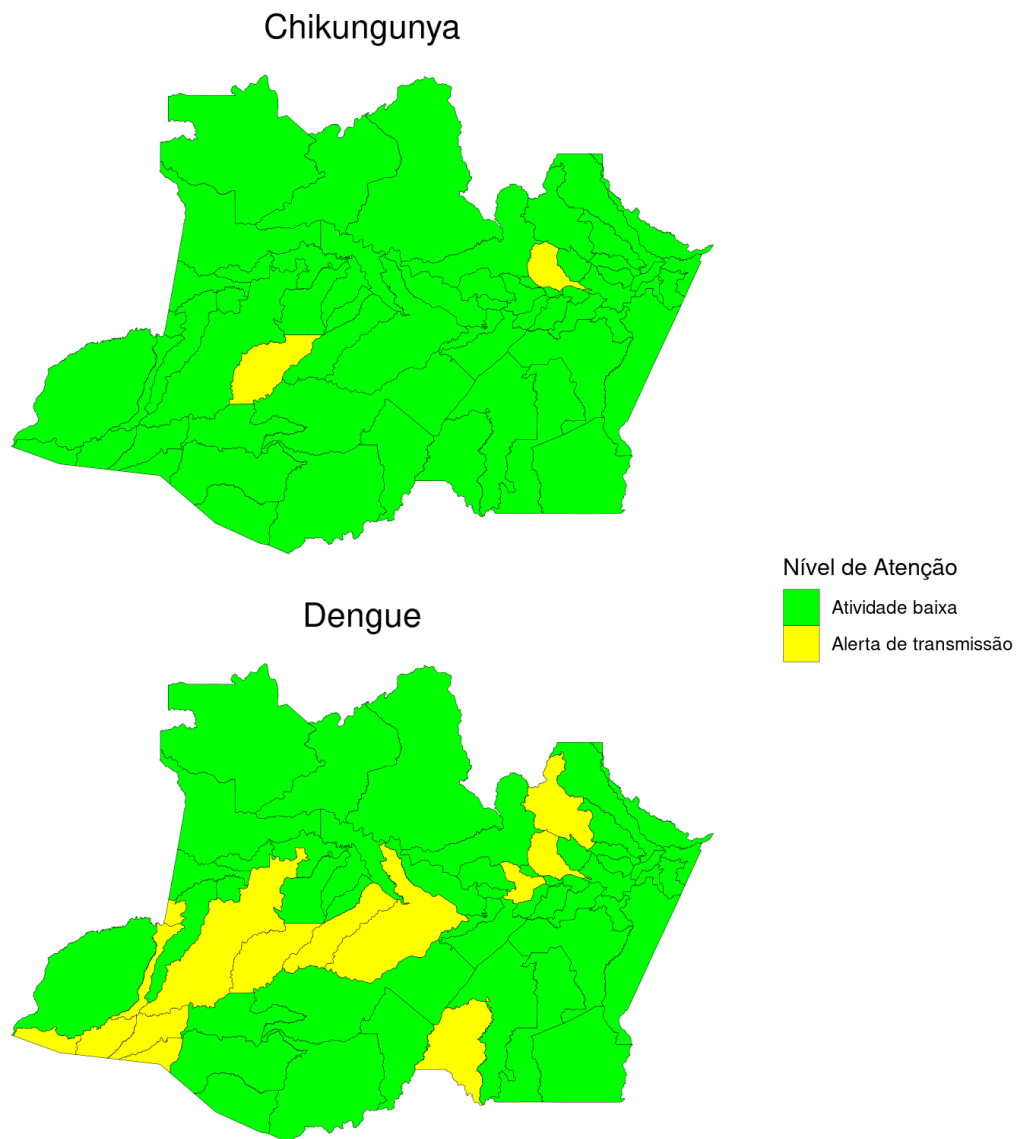 Chikungunya
Nível de Atenção
Atividade baixa
Alerta de transmissão
Dengue